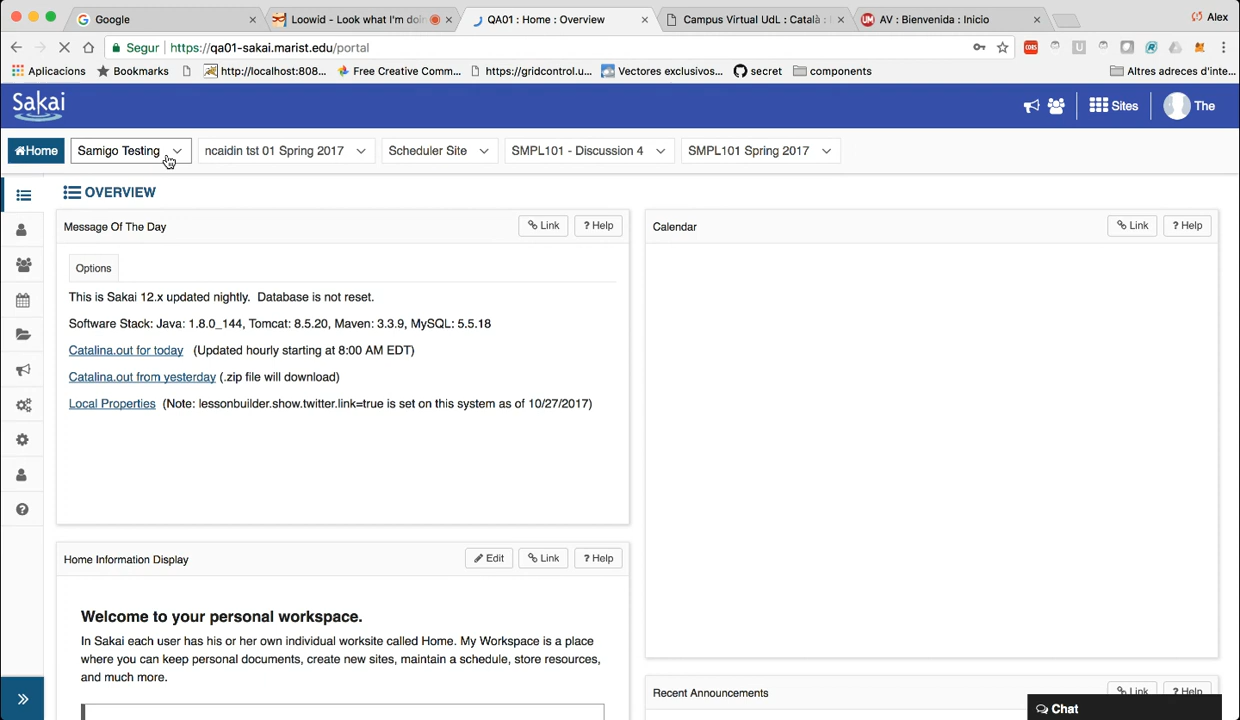 Google
Loowid - Look what I'm doin
QA01 : Home : Overview
Campus Virtual UdL : Català :
AV : Bienvenida : Inicio
Alex
Segur
https://qa01-sakai.marist.edu/portal
Aplicacions
Bookmarks
http://localhost:808...
Free Creative Comm...
https://gridcontrol.u...
Vectores exclusivos...
secret
components
Altres adreces d'inte...
Sakai
Sites
The
Home
Samigo Testing
ncaidin tst 01 Spring 2017
Scheduler Site
SMPL101 - Discussion 4
SMPL101 Spring 2017
OVERVIEW
Message Of The Day
Link
? Help
Calendar
Link
? Help
Options
This is Sakai 12.x updated nightly. Database is not reset.
Software Stack: Java: 1.8.0_144, Tomcat: 8.5.20, Maven: 3.3.9, MySQL: 5.5.18
Catalina.out for today (Updated hourly starting at 8:00 AM EDT)
Catalina.out from yesterday (.zip file will download)
Local Properties (Note: lessonbuilder.show.twitter.link=true is set on this system as of 10/27/2017)
Home Information Display
Edit
Link
? Help
Welcome to your personal workspace.
In Sakai each user has his or her own individual worksite called Home. My Workspace is a place
where you can keep personal documents, create new sites, maintain a schedule, store resources,
and much more.
Recent Announcements
Link
? Help
Chat